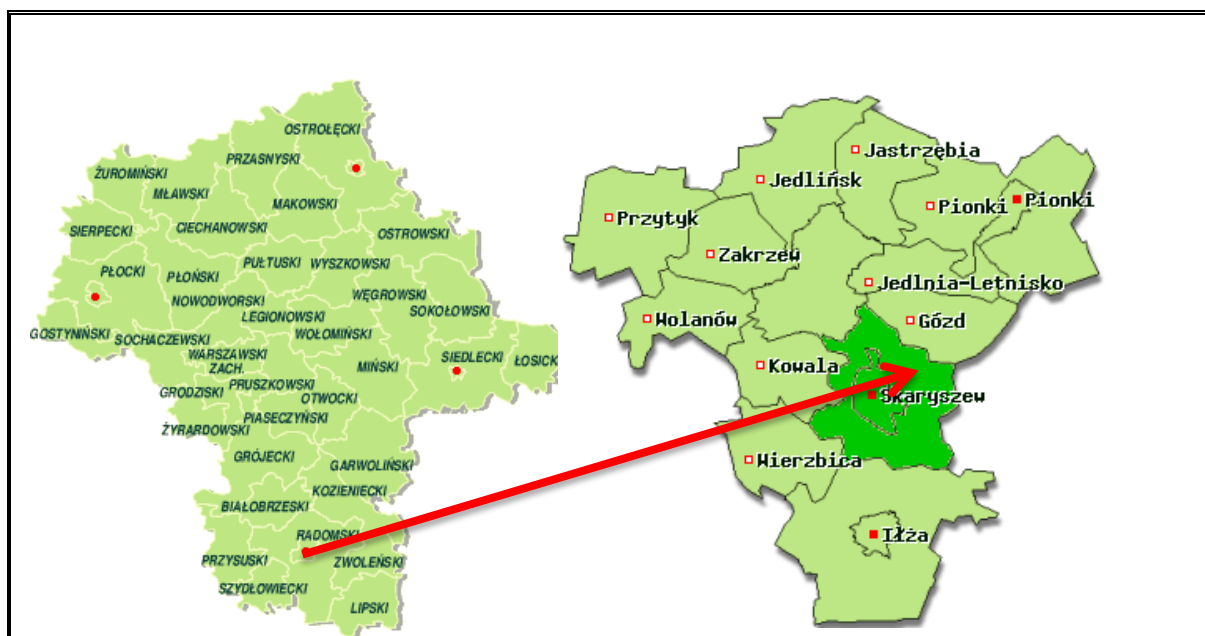 OSTROŁĘCKI
PRZASNYSKI
ŻUROMIŃSKI
MŁAWSKI
MAKOWSKI
CIECHANOWSKI
SIERPECKI
OSTROWSKI
PŁOCKI
PŁOŃSKI
PUŁTUSKI
WYSZKOWSKI
NOWODWORSKI
WĘGROWSKI
SOKOŁOWSKI
LEGIONOWSKI
GOSTYNIŃSKI
SOCHACZEWSKI
WOŁOMIŃSKI
WARSZAWSKI
ZACH.
MIŃSKI
SIEDLECKI
ŁOSICK
GRODZISKI
PRUSZKOWSKI
OTWOCKI
PIASECZYŃSKI
ŻYRARDOWSKI
GRÓJECKI
GARWOLIŃSKI
KOZIENIECKI
BIAŁOBRZESKI
RADOMSKI
PRZYSUSKI
ZWOLEŃSKI
SZYDŁOWIECKI
LIPSKI
Jastrzębia
Jedlińsk
Pionki
Pionki
Przytyk
Zakrzew
Jedlnia-Letnisko
Wolanów
Gózd
Kowala
Skaryszew
Wierzbica
Iłża